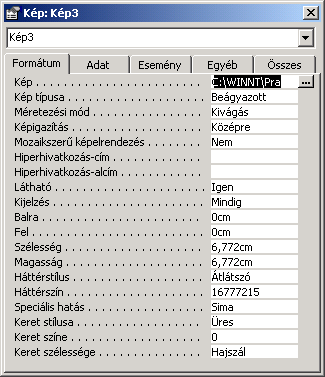 Kép: Kép3
Kép3
Formátum Adat Esemény Egyéb Összes
Kép . . . . . . . . . . . . . . . . . . . . . C:\WINNT\Pra ...
Kép típusa . . . . . . . . . . . . . . . . Beágyazott
Méretezési mód . . . . . . . . . . . . Kivágás
Képigazítás . . . . . . . . . . . . . . . . Középre
Mozaikszerű képelrendezés . . . . Nem
Hiperhivatkozás-cím . . . . . . . . . .
Hiperhivatkozás-alcím . . . . . . . . .
Látható . . . . . . . . . . . . . . . . . . . Igen
Kijelzés . . . . . . . . . . . . . . . . . . . Mindig
Balra . . . . . . . . . . . . . . . . . . . . . 0cm
Fel . . . . . . . . . . . . . . . . . . . . . . 0cm
Szélesség . . . . . . . . . . . . . . . . . 6,772cm
Magasság . . . . . . . . . . . . . . . . . 6,772cm
Háttérstílus . . . . . . . . . . . . . . . . Átlátszó
Háttérszín . . . . . . . . . . . . . . . . . 16777215
Speciális hatás . . . . . . . . . . . . . . Sima
Keret stílusa . . . . . . . . . . . . . . . Üres
Keret színe . . . . . . . . . . . . . . . . 0
Keret szélessége . . . . . . . . . . . . Hajszál